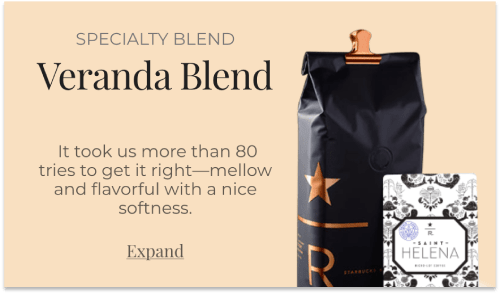 SPECIALTY BLEND
Veranda Blend
It took us more than 80
tries to get it right—mellow
and flavorful with a nice
softness.
Expand
R
STARBUCKS
R.
SAINT
HELENA